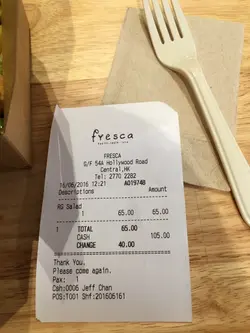 fresca
FRESCA
G/F 54A Hollywood Road
Central,HK
Tel: 2770 2282
16/06/2016 12:21 A019748
Descriptions Amount
RG Salad
1 65.00 65.00
1 TOTAL 65.00
CASH 105.00
CHANGE 40.00
Thank You,
Please come again.
Pax: 1
Csh:0006 Jeff Chan
POS:T001 Shf:201606161